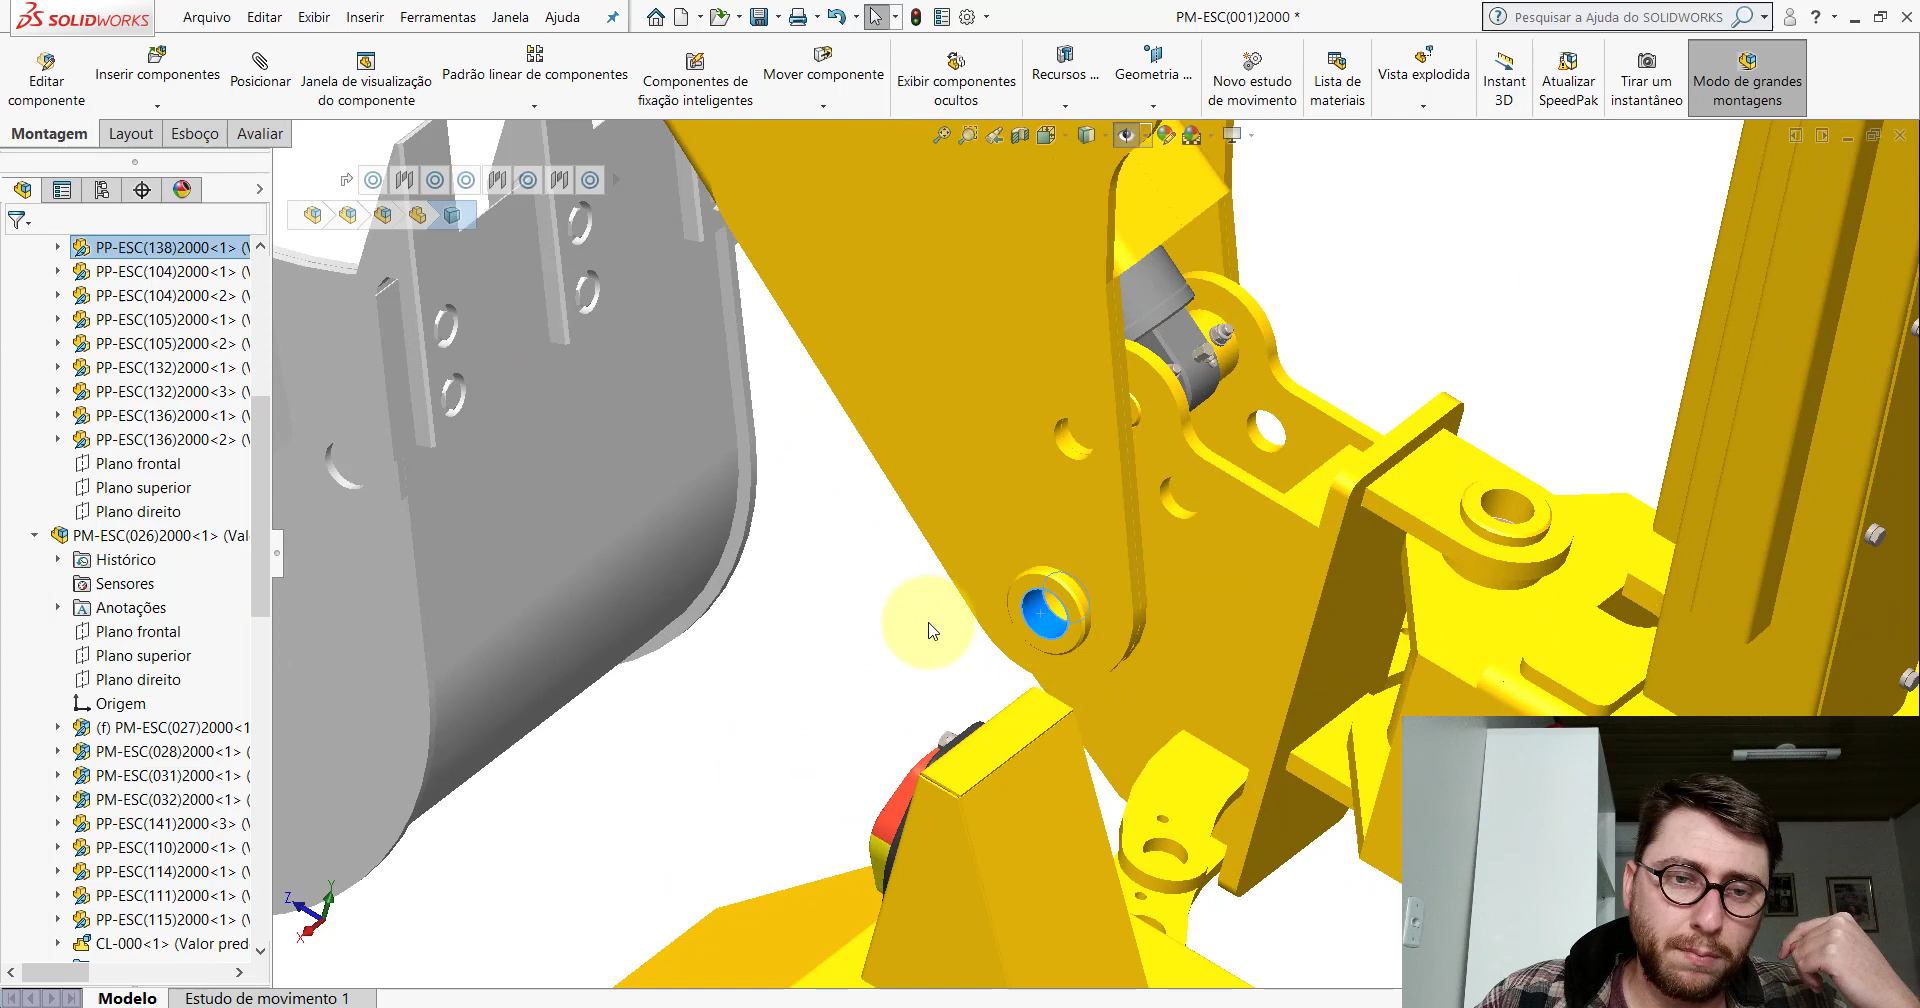 SOLIDWORKS
Arquivo Editar Exibir Inserir Ferramentas Janela Ajuda
PM-ESC(001)2000 *
Pesquisar a Ajuda do SOLIDWORKS
Editar componente
Inserir componentes
Posicionar
Janela de visualização do componente
Padrão linear de componentes
Componentes de fixação inteligentes
Mover componente
Exibir componentes ocultos
Recursos ...
Geometria ...
Novo estudo de movimento
Lista de materiais
Vista explodida
Instant 3D
Atualizar SpeedPak
Tirar um instantâneo
Modo de grandes montagens
Montagem Layout Esboço Avaliar
PP-ESC(138)2000<1> (V
PP-ESC(104)2000<1> (V
PP-ESC(104)2000<2> (V
PP-ESC(105)2000<1> (V
PP-ESC(105)2000<2> (V
PP-ESC(132)2000<1> (V
PP-ESC(132)2000<3> (V
PP-ESC(136)2000<1> (V
PP-ESC(136)2000<2> (V
Plano frontal
Plano superior
Plano direito
PM-ESC(026)2000<1> (Val
Histórico
Sensores
Anotações
Plano frontal
Plano superior
Plano direito
Origem
(f) PM-ESC(027)2000<1
PM-ESC(028)2000<1> (
PM-ESC(031)2000<1> (
PM-ESC(032)2000<1> (
PP-ESC(141)2000<3> (V
PP-ESC(110)2000<1> (V
PP-ESC(114)2000<1> (V
PP-ESC(111)2000<1> (V
PP-ESC(115)2000<1> (V
CL-000<1> (Valor pred
Z Y X
Modelo Estudo de movimento 1